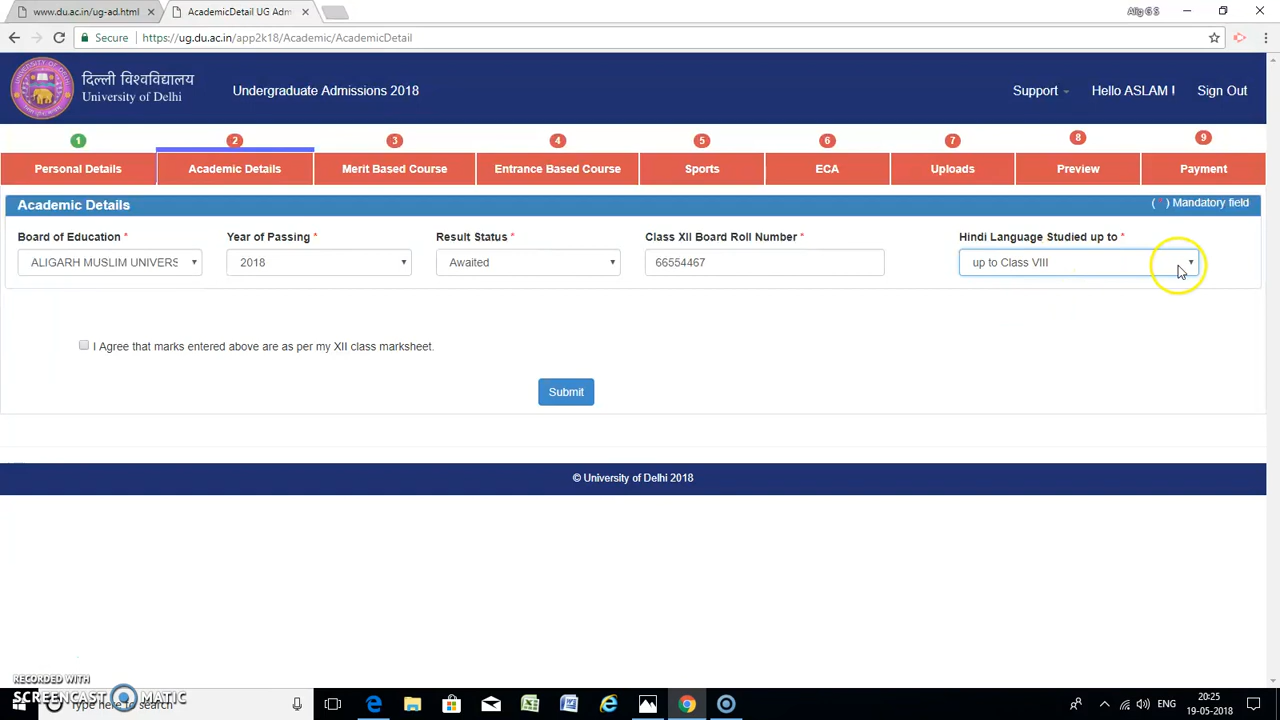 www.du.ac.in/ug-ad.html
AcademicDetail UG Adm
Alig G S
Secure
https://ug.du.ac.in/app2k18/Academic/AcademicDetail
दिल्ली विश्वविद्यालय
University of Delhi
Undergraduate Admissions 2018
Support
Hello ASLAM !
Sign Out
1 2 3 4 5 6 7 8 9
Personal Details Academic Details Merit Based Course Entrance Based Course Sports ECA Uploads Preview Payment
Academic Details
( * ) Mandatory field
Board of Education * Year of Passing * Result Status * Class XII Board Roll Number * Hindi Language Studied up to *
ALIGARH MUSLIM UNIVERS 2018 Awaited 66554467 up to Class VIII
I Agree that marks entered above are as per my XII class marksheet.
Submit
© University of Delhi 2018
RECORDED WITH
SCREENCAST MATIC
Type here to search
ENG
20:25
19-05-2018